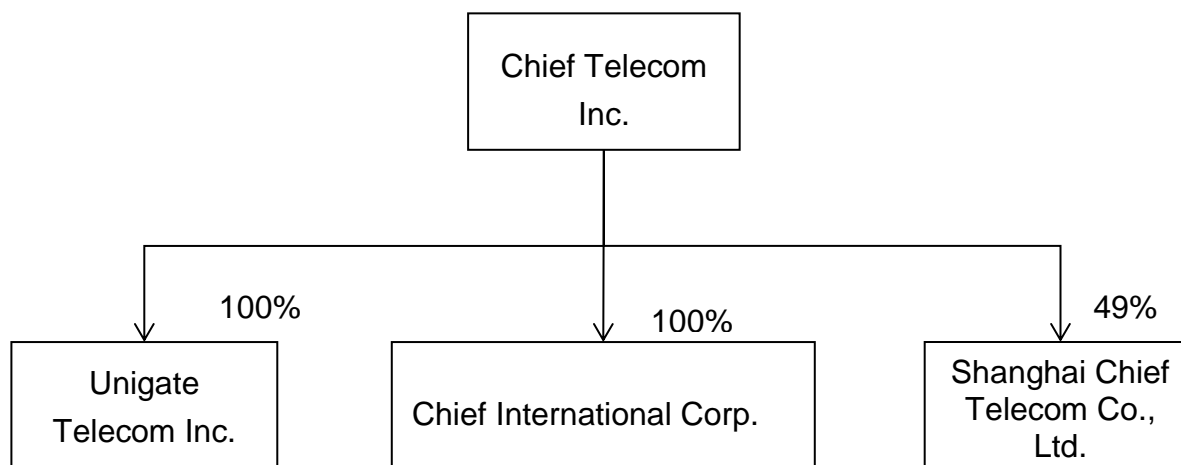 Chief Telecom
Inc.
100%
100%
49%
Unigate
Telecom Inc.
Chief International Corp.
Shanghai Chief
Telecom Co.,
Ltd.